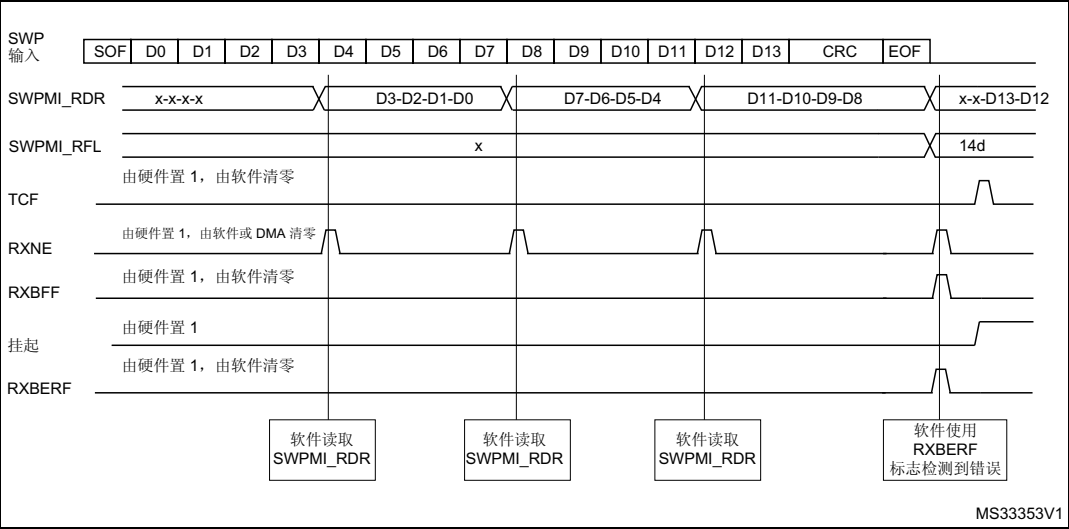 SWP
输入
SOF D0 D1 D2 D3 D4 D5 D6 D7 D8 D9 D10 D11 D12 D13 CRC EOF
SWPMI_RDR x-x-x-x D3-D2-D1-D0 D7-D6-D5-D4 D11-D10-D9-D8 x-x-D13-D12
SWPMI_RFL x 14d
由硬件置 1，由软件清零
TCF
由硬件置 1，由软件或 DMA 清零
RXNE
由硬件置 1，由软件清零
RXBFF
由硬件置 1
挂起
由硬件置 1，由软件清零
RXBERF
软件读取
SWPMI_RDR
软件读取
SWPMI_RDR
软件读取
SWPMI_RDR
软件使用
RXBERF
标志检测到错误
MS33353V1